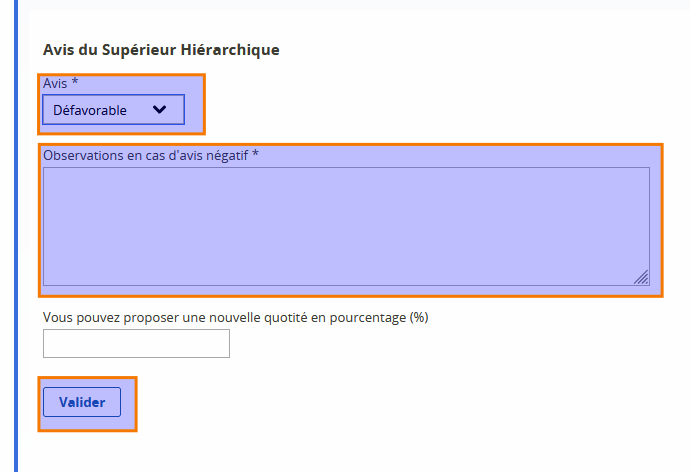 Avis du Supérieur Hiérarchique
Avis *
Défavorable
Observations en cas d'avis négatif *
Vous pouvez proposer une nouvelle quotité en pourcentage (%)
Valider